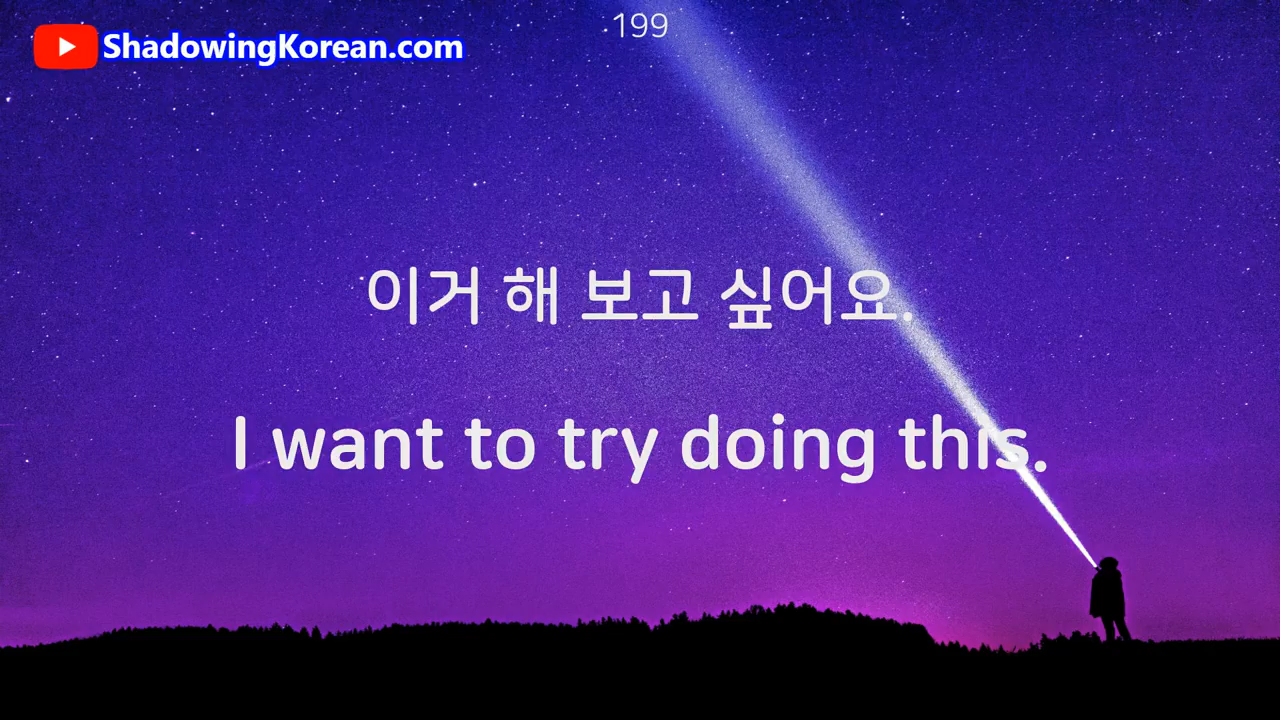 199
ShadowingKorean.com
이거 해 보고 싶어요.
I want to try doing this.